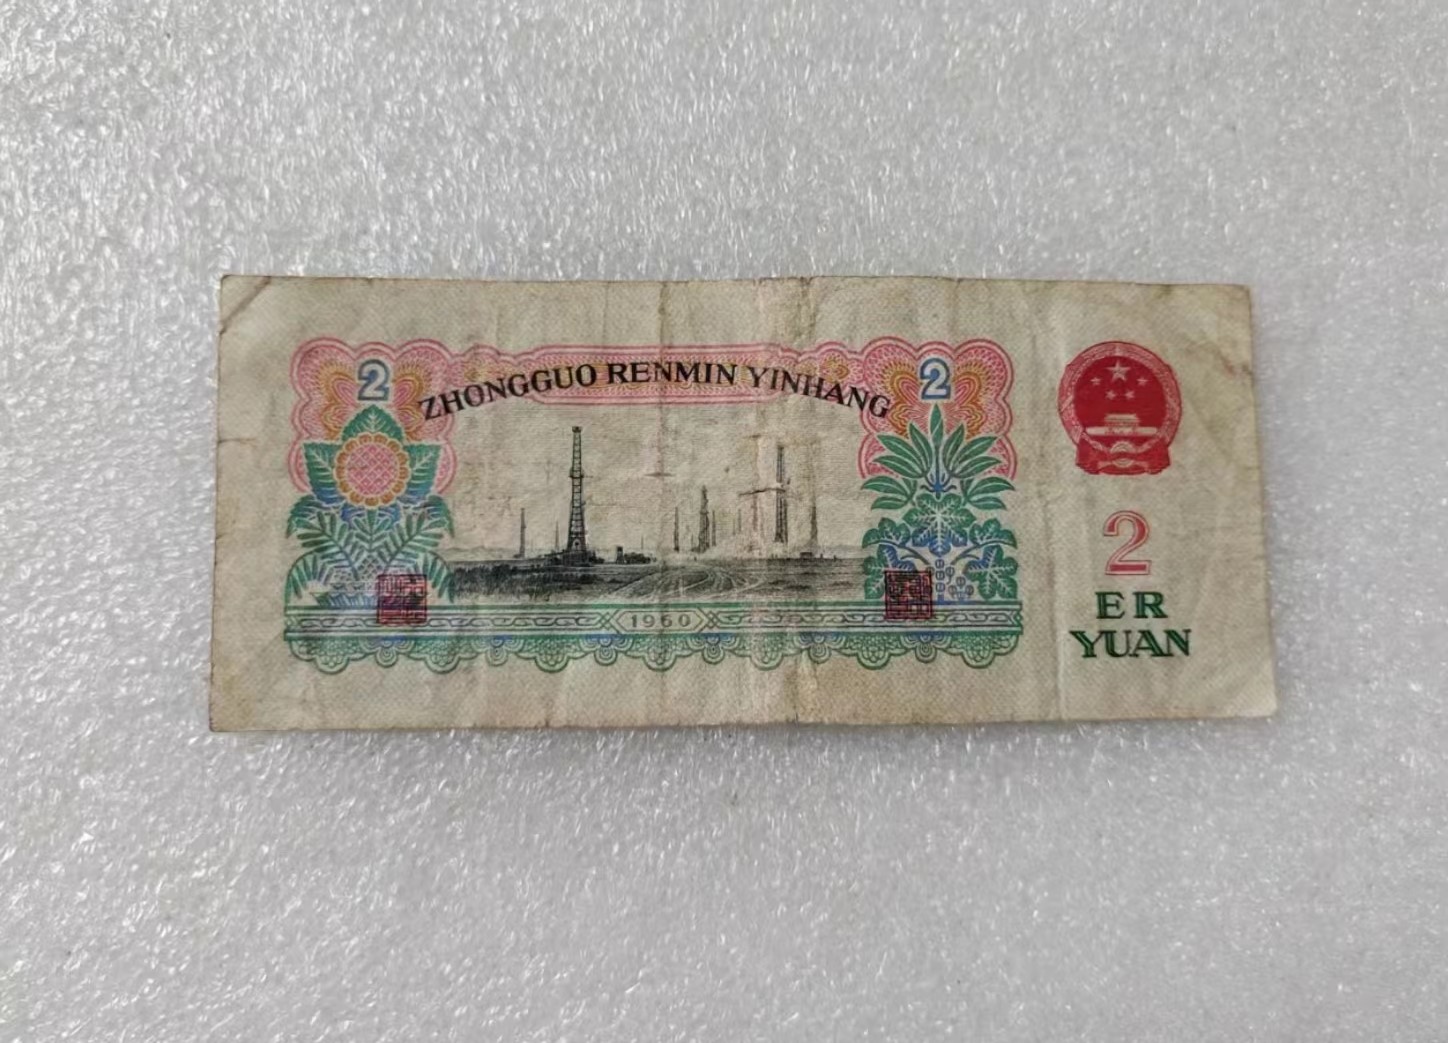 2
2
ZHONGGUO RENMIN YINHANG
1960
2
ER
YUAN